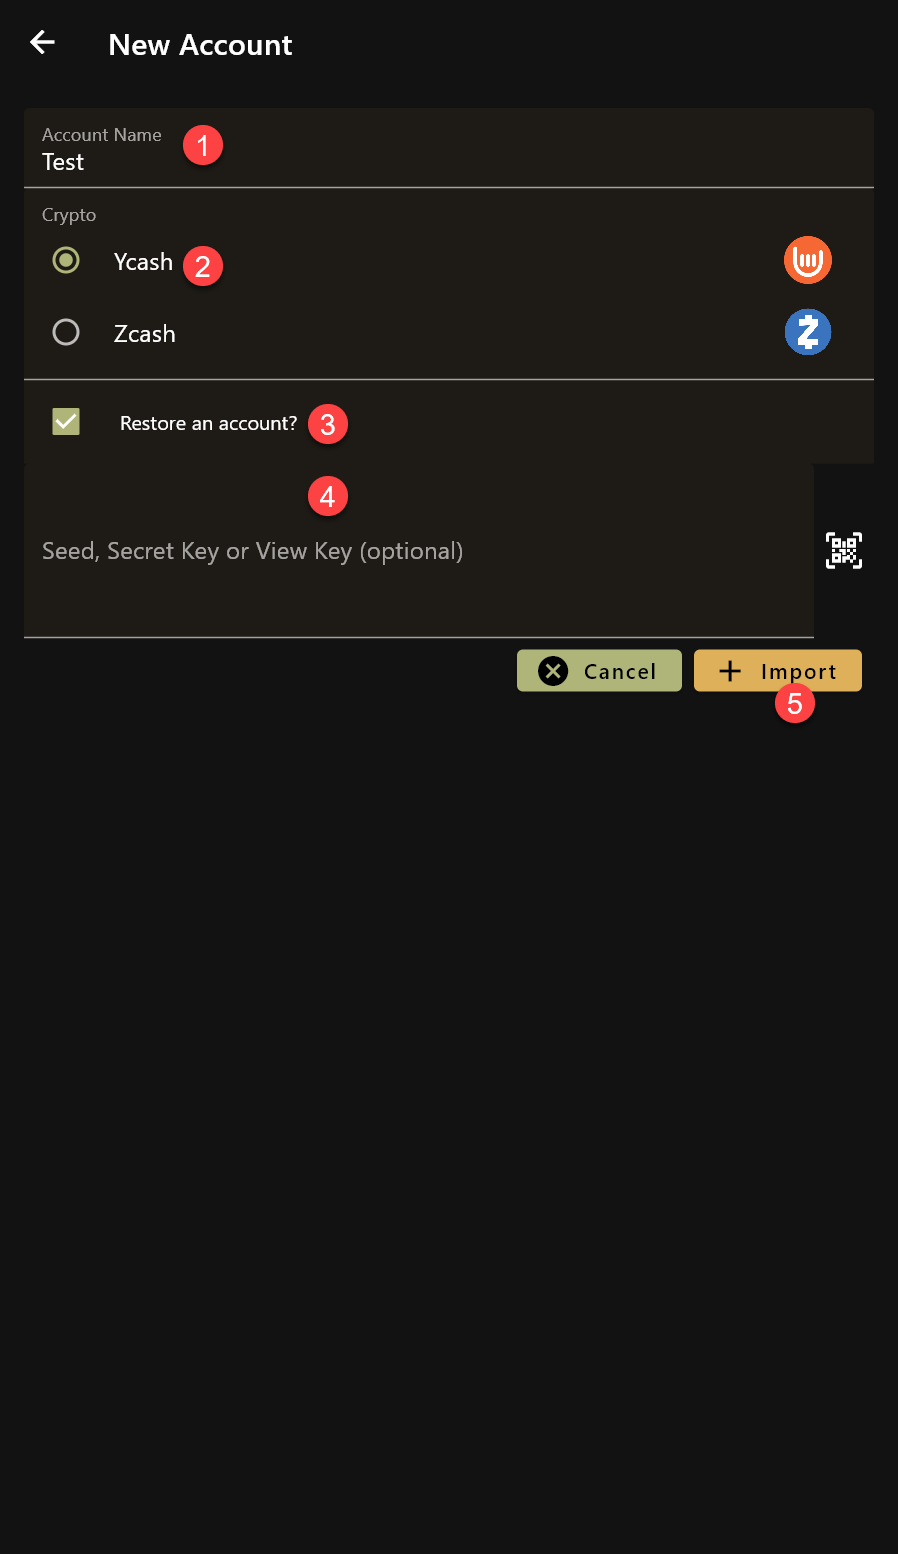 New Account
Account Name
1
Test
Crypto
Ycash
2
Zcash
Restore an account?
3
4
Seed, Secret Key or View Key (optional)
Cancel
Import
5